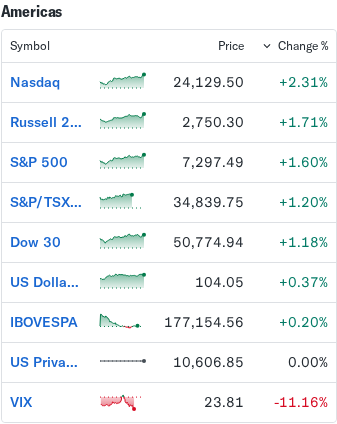 Americas
Symbol Price Change %
Nasdaq 24,129.50 +2.31%
Russell 2... 2,750.30 +1.71%
S&P 500 7,297.49 +1.60%
S&P/TSX... 34,839.75 +1.20%
Dow 30 50,774.94 +1.18%
US Dolla... 104.05 +0.37%
IBOVESPA 177,154.56 +0.20%
US Priva... 10,606.85 0.00%
VIX 23.81 -11.16%